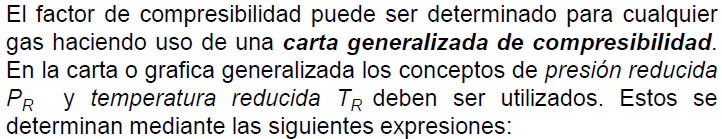 El factor de compresibilidad puede ser determinado para cualquier
gas haciendo uso de una carta generalizada de compresibilidad.
En la carta o grafica generalizada los conceptos de presión reducida
P_R y temperatura reducida T_R deben ser utilizados. Estos se
determinan mediante las siguientes expresiones: